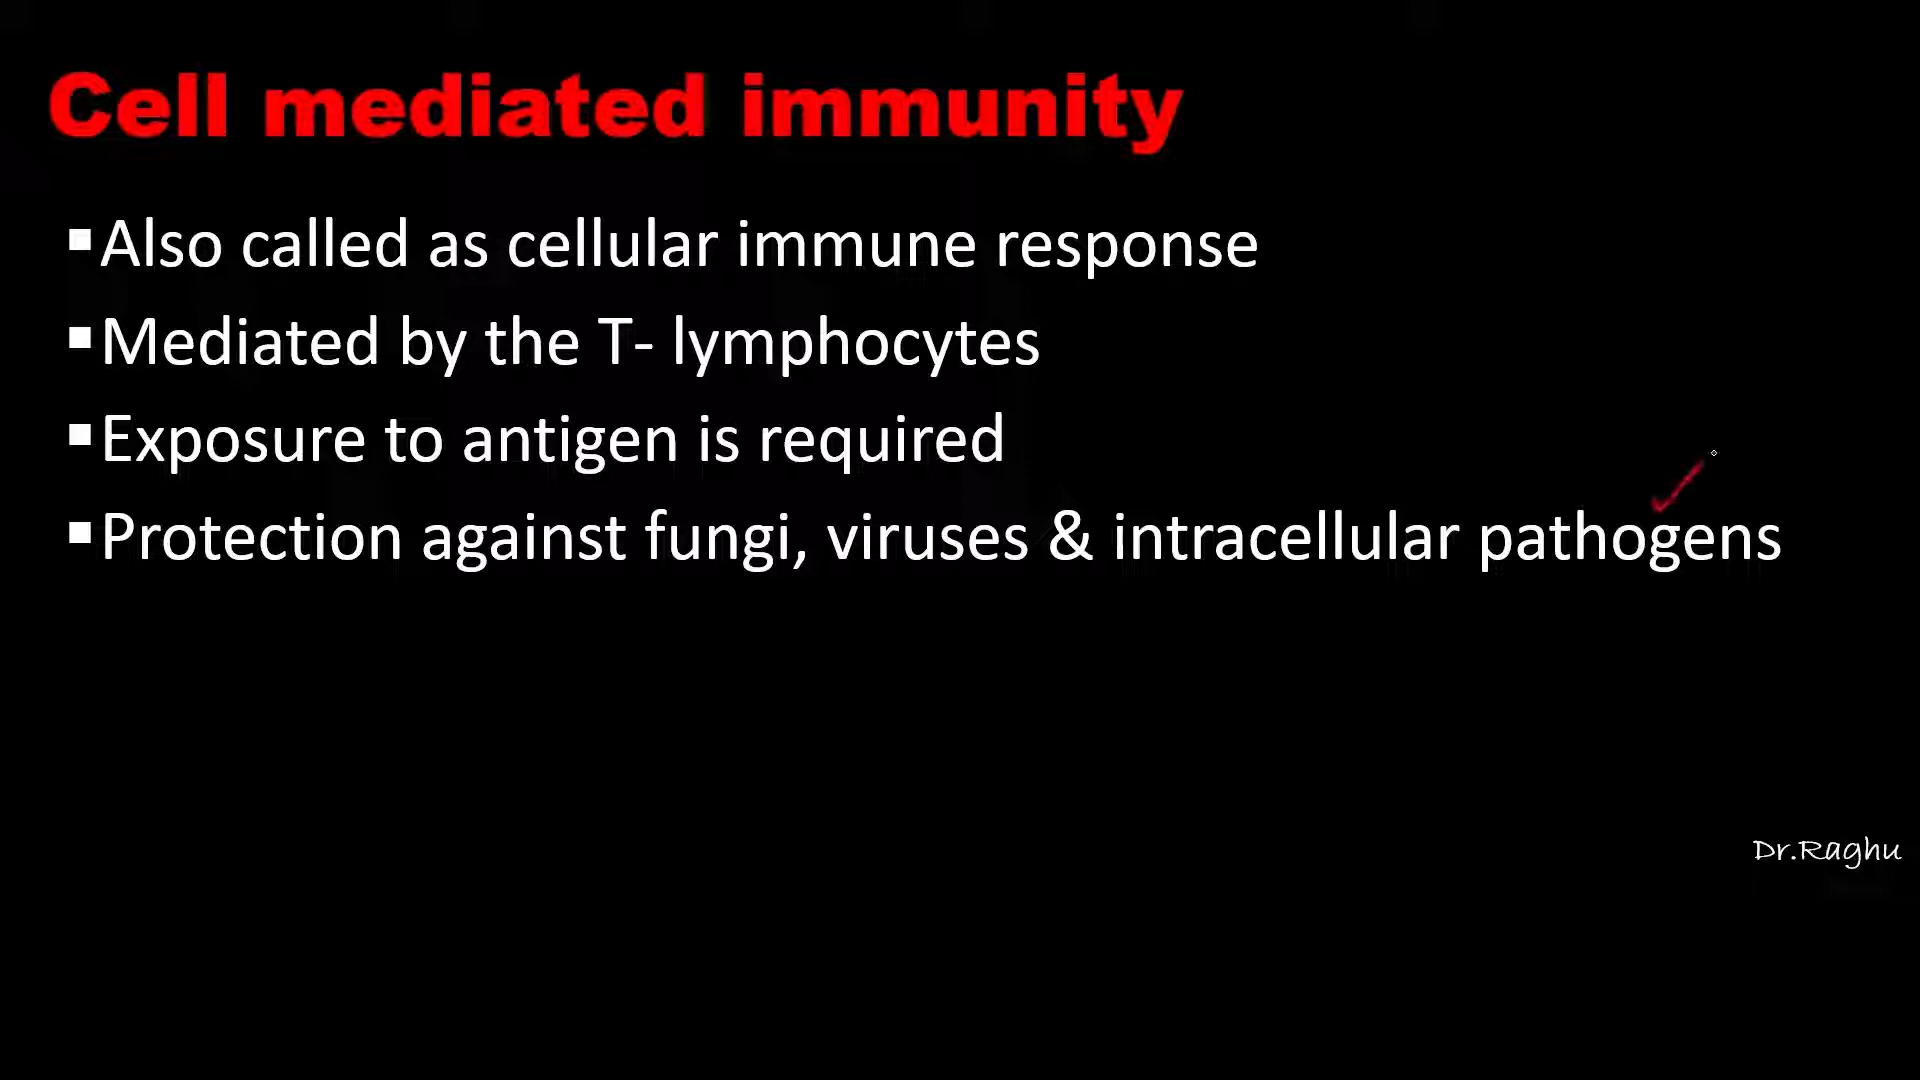 Cell mediated immunity
▪Also called as cellular immune response
▪Mediated by the T- lymphocytes
▪Exposure to antigen is required
▪Protection against fungi, viruses & intracellular pathogens
Dr.Raghu